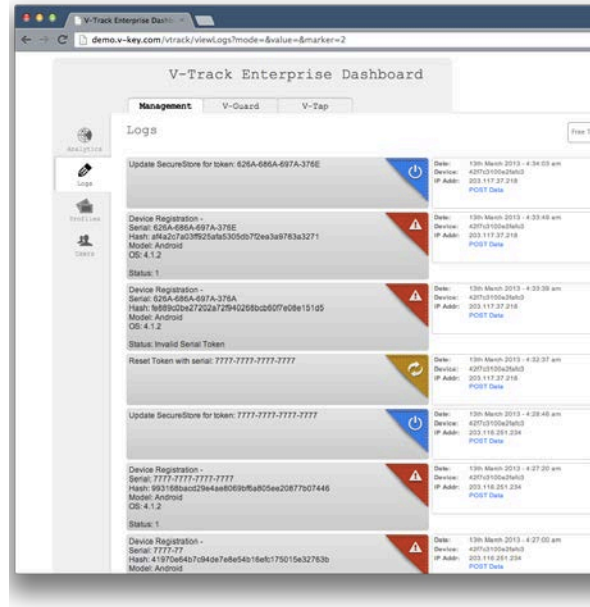 V-Track Enterprise Dashb
demo.v-key.com/vtrack/viewLogs?mode=&value=&marker=2
V-Track Enterprise Dashboard
Management V-Guard V-Tap
Logs
Free T
Analytics
Logs
Profiles
Users
Update SecureStore for token: 626A-686A-697A-376E
Date: 13th March 2013 - 4:34:03 am
Device:
IP Addr: 203.117.37.218
POST Data
Device Registration -
Serial: 626A-686A-697A-376E
Hash: af4a2c7a03ff925afa5305db7f2ea3a9763a3271
Model: Android
OS: 4.1.2
Status: 1
Date: 13th March 2013 - 4:33:46 am
Device:
IP Addr: 203.117.37.218
POST Data
Device Registration -
Serial: 626A-686A-697A-376A
Hash: fe889c0be27202a72f940268bcb60f7e08e151d5
Model: Android
OS: 4.1.2
Status: Invalid Serial Token
Date: 13th March 2013 - 4:33:39 am
Device:
IP Addr: 203.117.37.218
POST Data
Reset Token with serial: 7777-7777-7777-7777
Date: 13th March 2013 - 4:32:37 am
Device:
IP Addr: 203.117.37.218
POST Data
Update SecureStore for token: 7777-7777-7777-7777
Date: 13th March 2013 - 4:28:46 am
Device:
IP Addr: 203.116.251.234
POST Data
Device Registration -
Serial: 7777-7777-7777-7777
Hash: 993168bacd29e4ae8069bf6a805ee20877b07446
Model: Android
OS: 4.1.2
Status: 1
Date: 13th March 2013 - 4:27:20 am
Device:
IP Addr: 203.116.251.234
POST Data
Device Registration -
Serial: 7777-77
Hash: 41970e64b7c94de7e8e54b16efc175015e32763b
Model: Android
Date: 13th March 2013 - 4:27:00 am
Device:
IP Addr: 203.116.251.234
POST Data